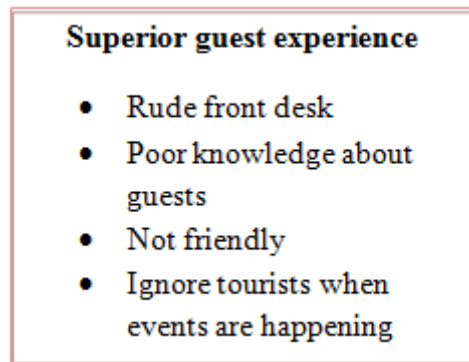 Superior guest experience
• Rude front desk
• Poor knowledge about
guests
• Not friendly
• Ignore tourists when
events are happening